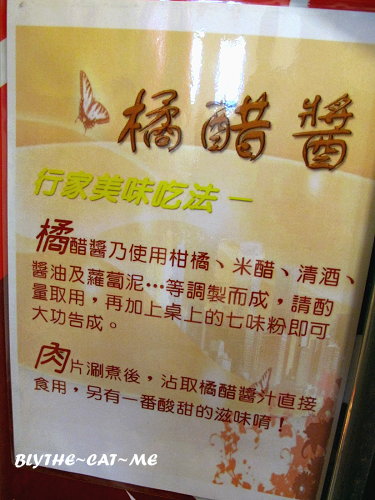 橘醋醬
行家美味吃法－
橘醋醬乃使用柑橘、米醋、清酒、
醬油及蘿蔔泥…等調製而成，請酌
量取用，再加上桌上的七味粉即可
大功告成。
肉片涮煮後，沾取橘醋醬汁直接
食用，另有一番酸甜的滋味唷！
BLYTHE~CAT~ME